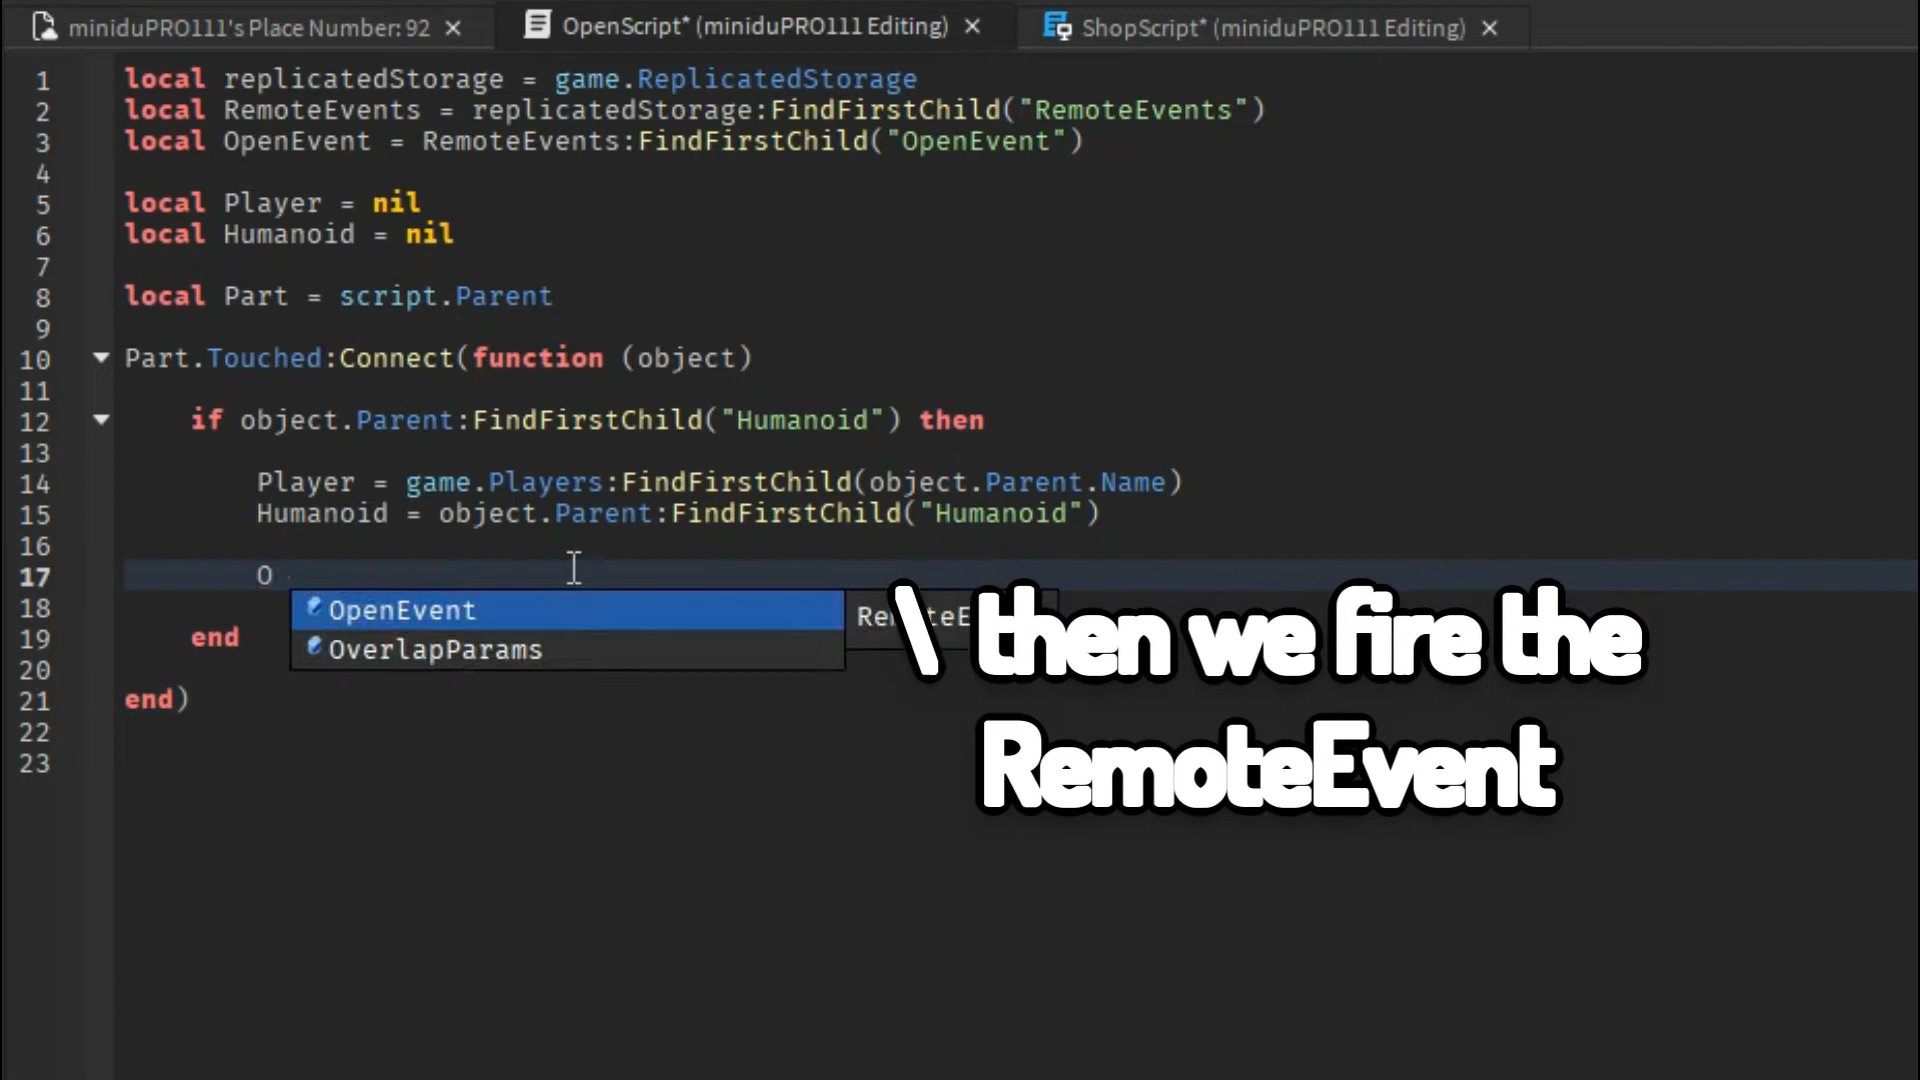 miniduPRO111's Place Number: 92
OpenScript* (miniduPRO111 Editing)
ShopScript* (miniduPRO111 Editing)
1 local replicatedStorage = game.ReplicatedStorage
2 local RemoteEvents = replicatedStorage:FindFirstChild("RemoteEvents")
3 local OpenEvent = RemoteEvents:FindFirstChild("OpenEvent")
4
5 local Player = nil
6 local Humanoid = nil
7
8 local Part = script.Parent
9
10 Part.Touched:Connect(function (object)
11
12 if object.Parent:FindFirstChild("Humanoid") then
13
14 Player = game.Players:FindFirstChild(object.Parent.Name)
15 Humanoid = object.Parent:FindFirstChild("Humanoid")
16
17 O
OpenEvent
18
19 end
OverlapParams
20
21 end)
22
23
\ then we fire the
RemoteEvent